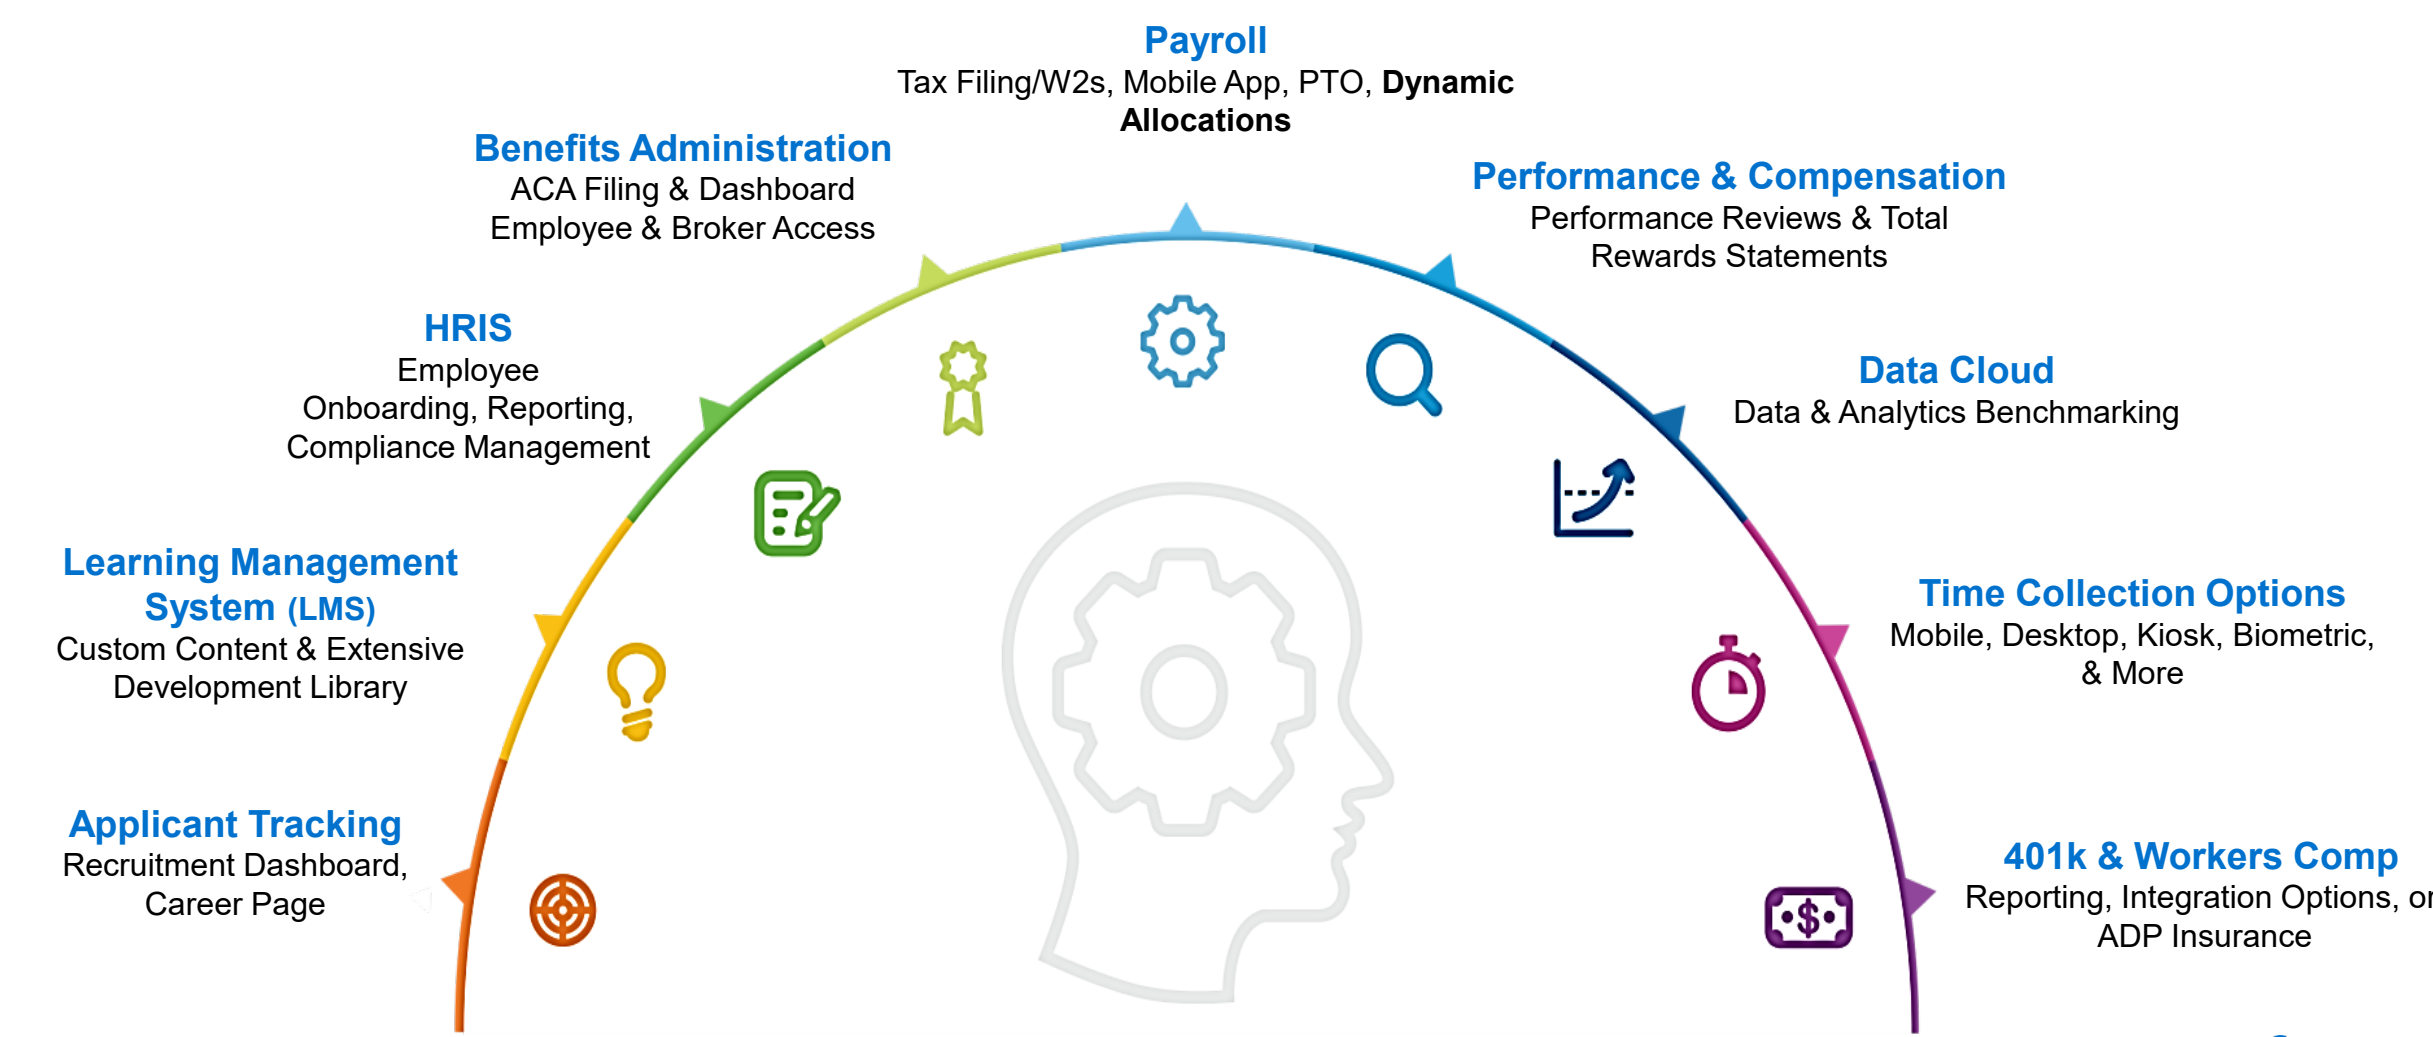 Payroll
Tax Filing/W2s, Mobile App, PTO, Dynamic
Allocations
Benefits Administration
ACA Filing & Dashboard
Employee & Broker Access
Performance & Compensation
Performance Reviews & Total
Rewards Statements
HRIS
Employee
Onboarding, Reporting,
Compliance Management
Data Cloud
Data & Analytics Benchmarking
Learning Management
System (LMS)
Custom Content & Extensive
Development Library
Time Collection Options
Mobile, Desktop, Kiosk, Biometric,
& More
Applicant Tracking
Recruitment Dashboard,
Career Page
401k & Workers Comp
Reporting, Integration Options, or
ADP Insurance
$